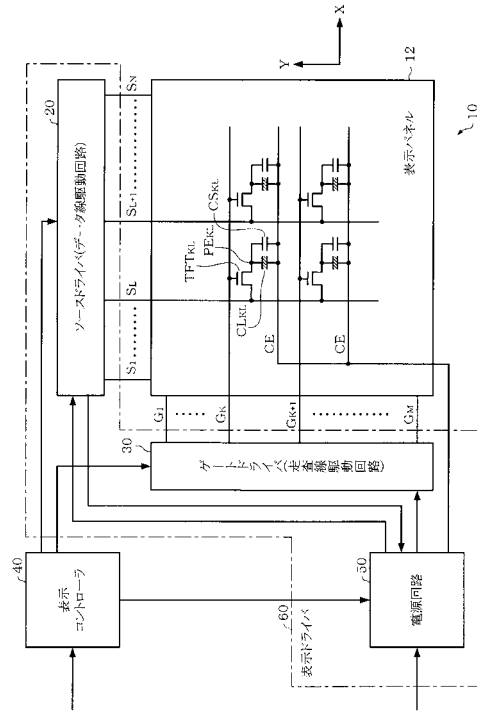 40
表示
コントローラ
20
ソースドライバ(データ線駆動回路)
S1
SL
SL+1
SN
30
ゲートドライバ(走査線駆動回路)
G1
GK
GK+1
GM
TFTKL
PEKL
CSKL
CLKL
CE
CE
表示パネル
12
10
X
Y
60
表示ドライバ
50
電源回路